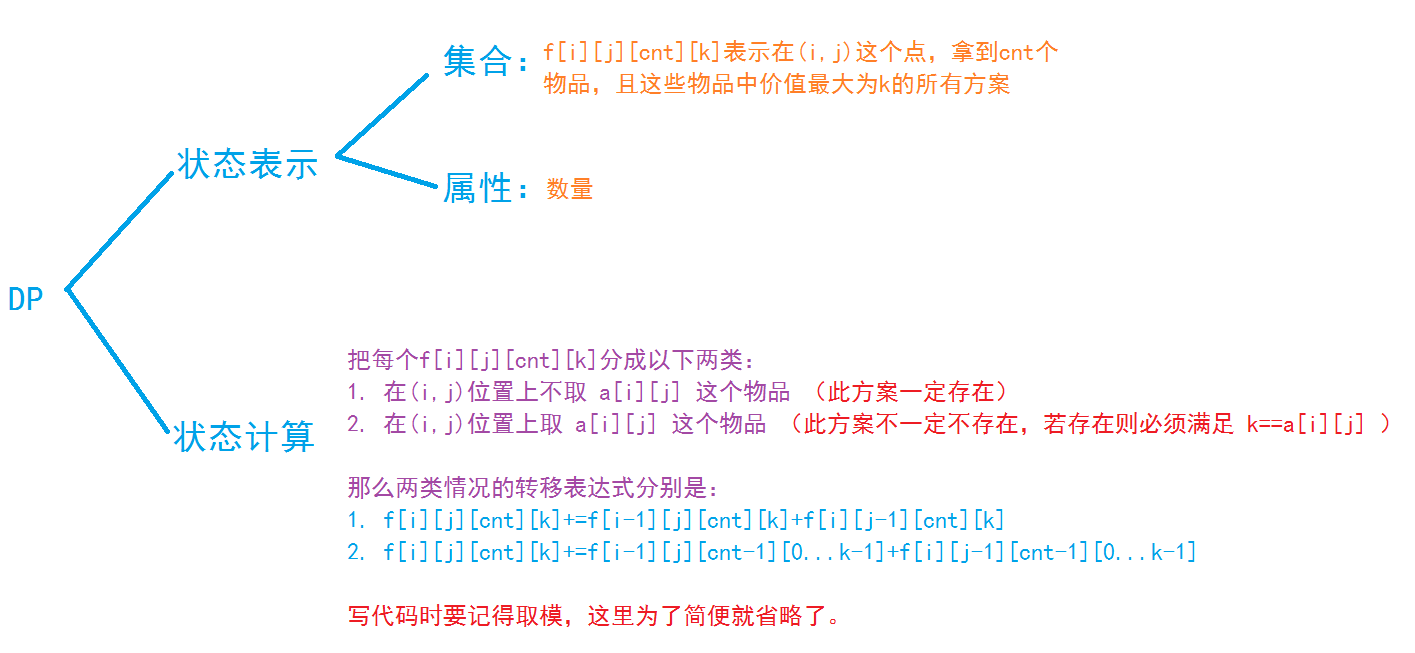 集合：
f[i][j][cnt][k]表示在(i,j)这个点，拿到cnt个
物品，且这些物品中价值最大为k的所有方案
状态表示
属性：数量
DP
状态计算
把每个f[i][j][cnt][k]分成以下两类：
1. 在(i,j)位置上不取 a[i][j] 这个物品 （此方案一定存在）
2. 在(i,j)位置上取 a[i][j] 这个物品 （此方案不一定不存在，若存在则必须满足 k==a[i][j] ）
那么两类情况的转移表达式分别是：
1. f[i][j][cnt][k]+=f[i-1][j][cnt][k]+f[i][j-1][cnt][k]
2. f[i][j][cnt][k]+=f[i-1][j][cnt-1][0...k-1]+f[i][j-1][cnt-1][0...k-1]
写代码时要记得取模，这里为了简便就省略了。